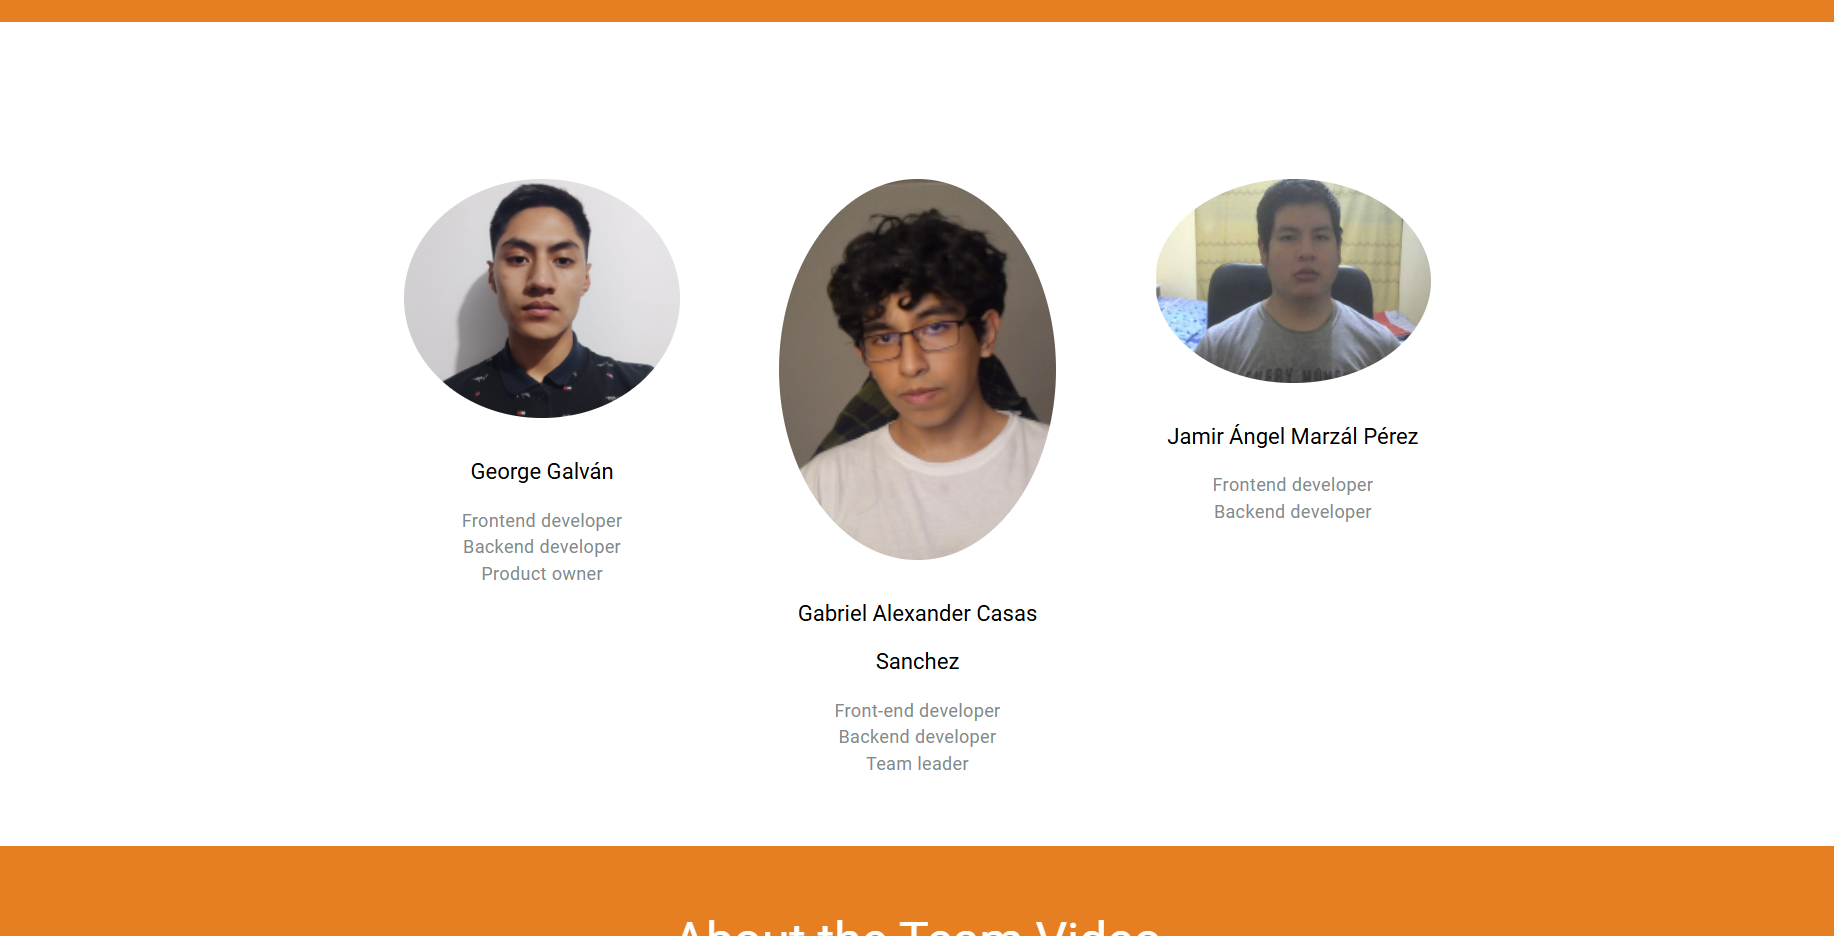 George Galván
Frontend developer
Backend developer
Product owner
Gabriel Alexander Casas
Sanchez
Front-end developer
Backend developer
Team leader
Jamir Ángel Marzál Pérez
Frontend developer
Backend developer
About the Team Video